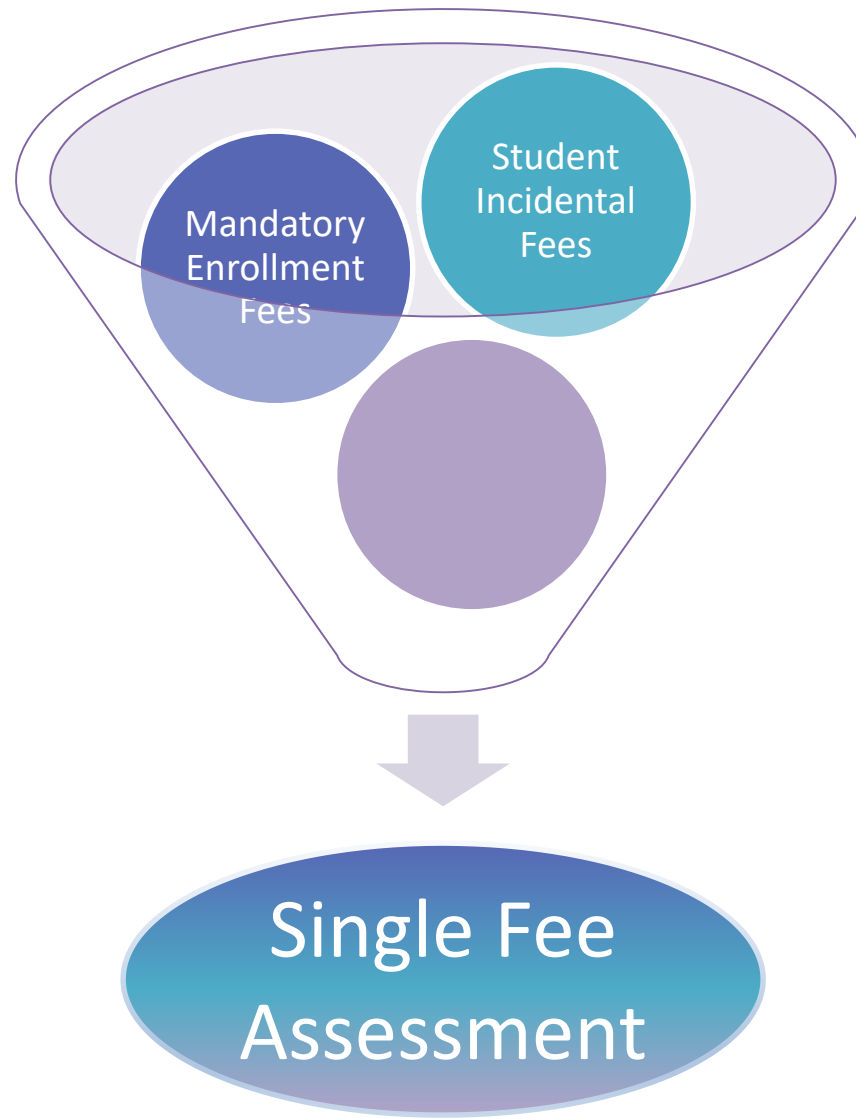 Student
Incidental
Fees
Mandatory
Enrollment
Fees
Single Fee
Assessment